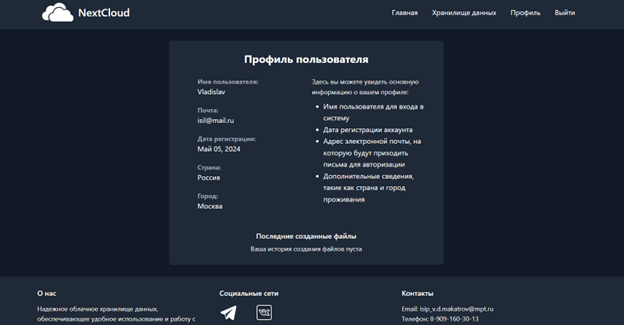 NextCloud
Главная Хранилище данных Профиль Выйти
Профиль пользователя
Имя пользователя:
Vladislav
Почта:
isil@mail.ru
Дата регистрации:
Май 05, 2024
Страна:
Россия
Город:
Москва
Здесь вы можете увидеть основную
информацию о вашем профиле:
Имя пользователя для входа в
систему
Дата регистрации аккаунта
Адрес электронной почты, на
которую будут приходить
письма для авторизации
Дополнительные сведения,
такие как страна и город
проживания
Последние созданные файлы
Ваша история создания файлов пуста
О нас
Надежное облачное хранилище данных,
обеспечивающее удобное использование и работу с
Социальные сети
Контакты
Email: isip_v.d.makatrov@mpt.ru
Телефон: 8-909-160-30-13